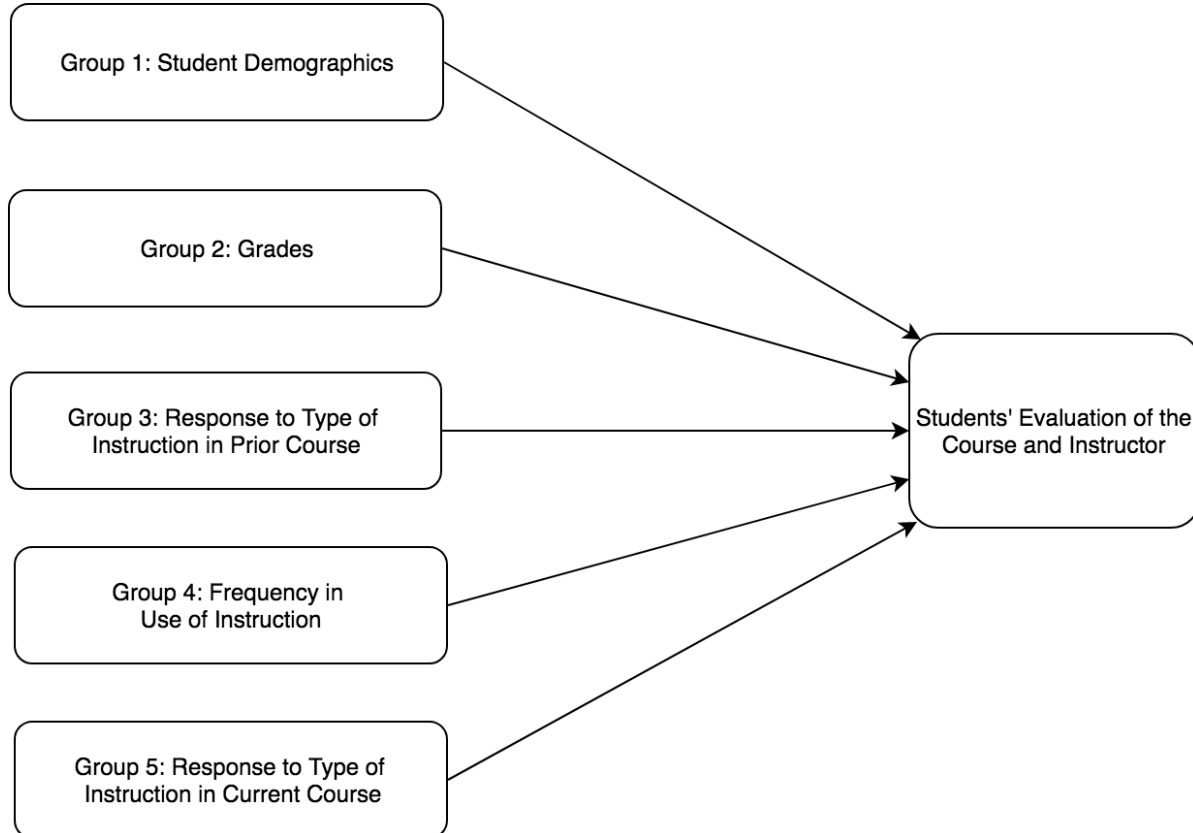 Group 1: Student Demographics
Group 2: Grades
Group 3: Response to Type of
Instruction in Prior Course
Students' Evaluation of the
Course and Instructor
Group 4: Frequency in
Use of Instruction
Group 5: Response to Type of
Instruction in Current Course